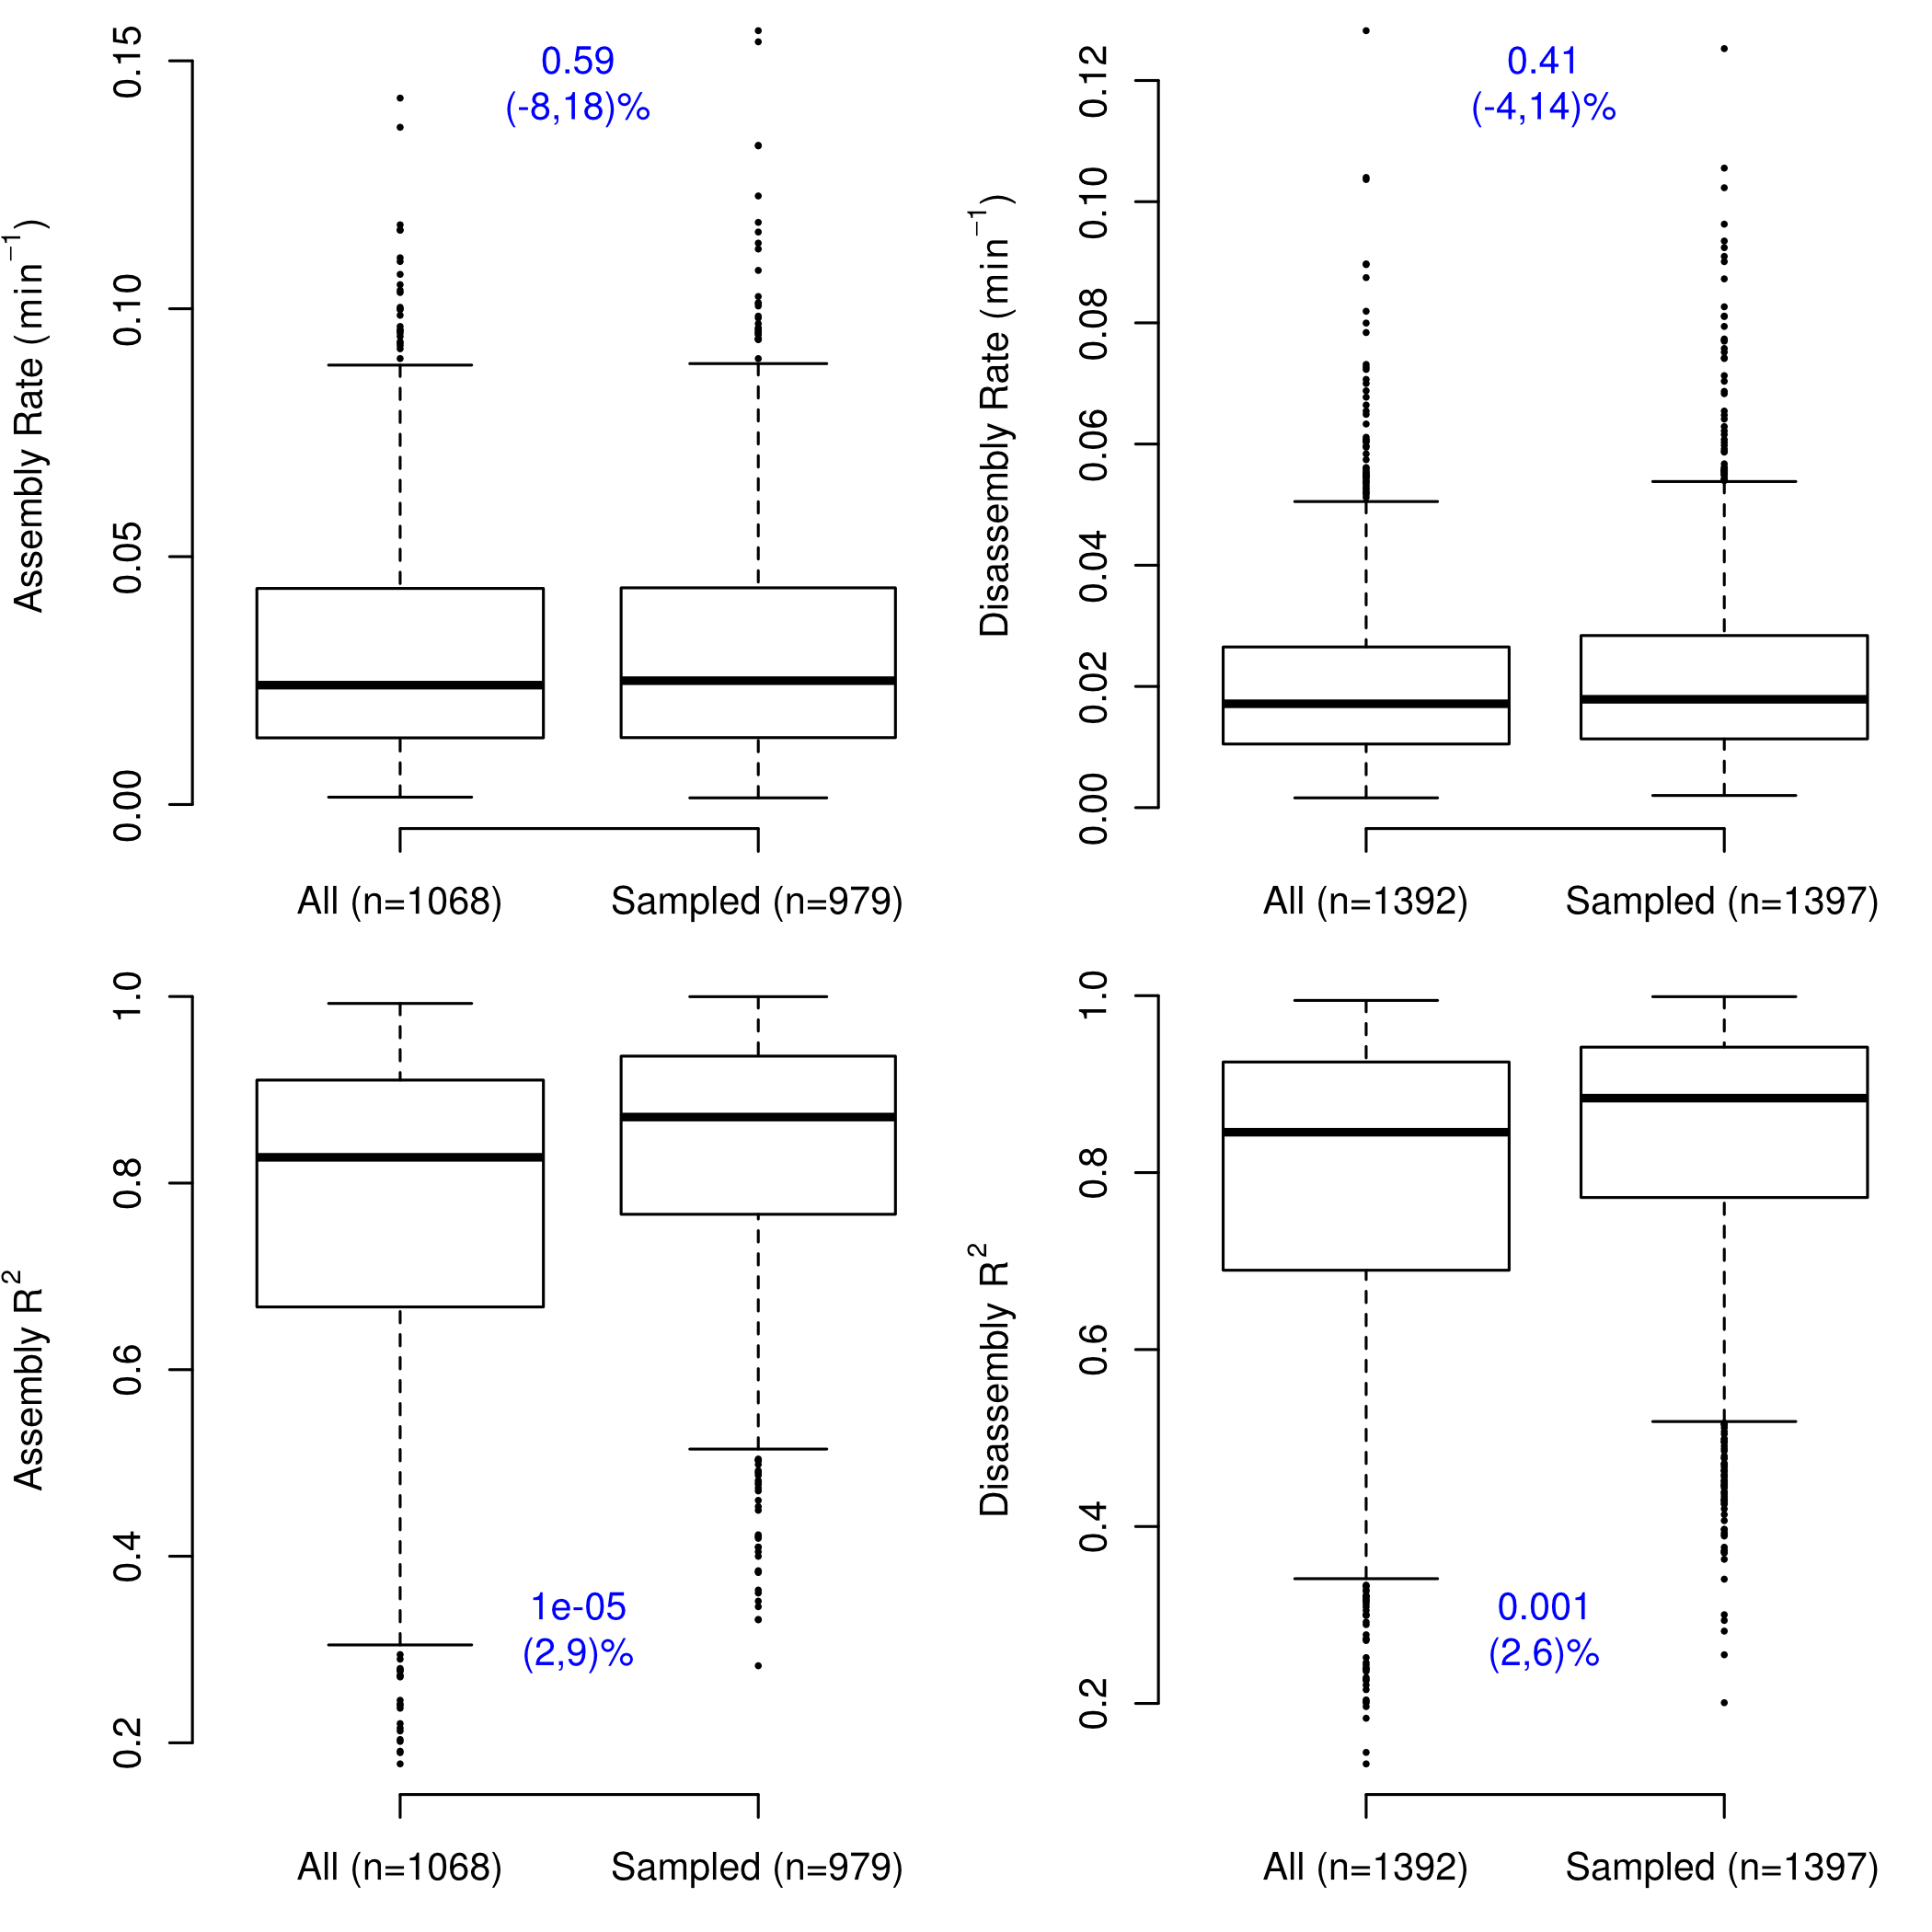 Assembly Rate (min⁻¹)
0.15
0.10
0.05
0.00
0.59
(-8,18)%
All (n=1068)
Sampled (n=979)
Disassembly Rate (min⁻¹)
0.12
0.10
0.08
0.06
0.04
0.02
0.00
0.41
(-4,14)%
All (n=1392)
Sampled (n=1397)
Assembly R²
1.0
0.8
0.6
0.4
0.2
1e-05
(2,9)%
All (n=1068)
Sampled (n=979)
Disassembly R²
1.0
0.8
0.6
0.4
0.2
0.001
(2,6)%
All (n=1392)
Sampled (n=1397)